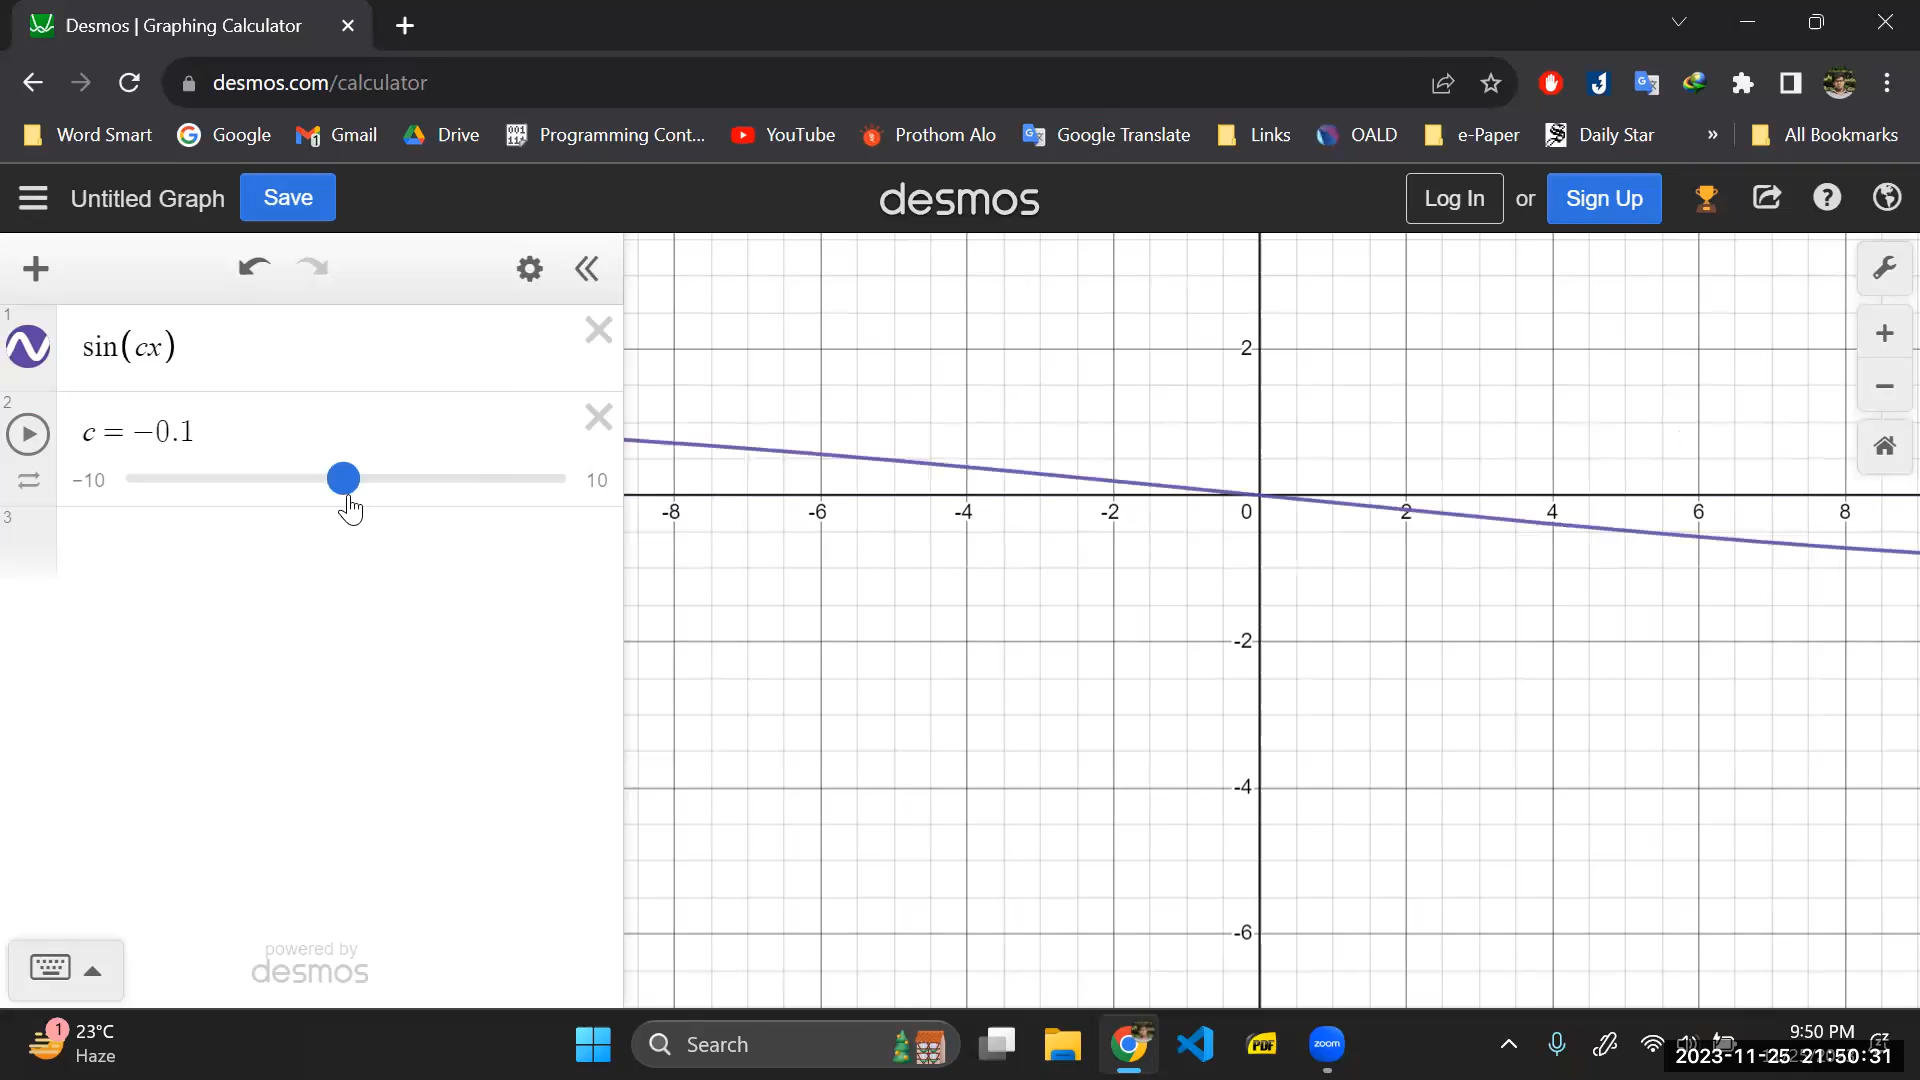 Desmos | Graphing Calculator
desmos.com/calculator
Word Smart Google Gmail Drive Programming Cont... YouTube Prothom Alo Google Translate Links OALD e-Paper Daily Star » All Bookmarks
Untitled Graph Save desmos Log In or Sign Up
1
sin(cx)
2
c = −0.1
−10 10
3
2
-8 -6 -4 -2 0 2 4 6 8
-2
-4
-6
powered by
desmos
1 23°C
Haze
Search
PDF
zoom
9:50 PM
2023-11-25 21:50:31